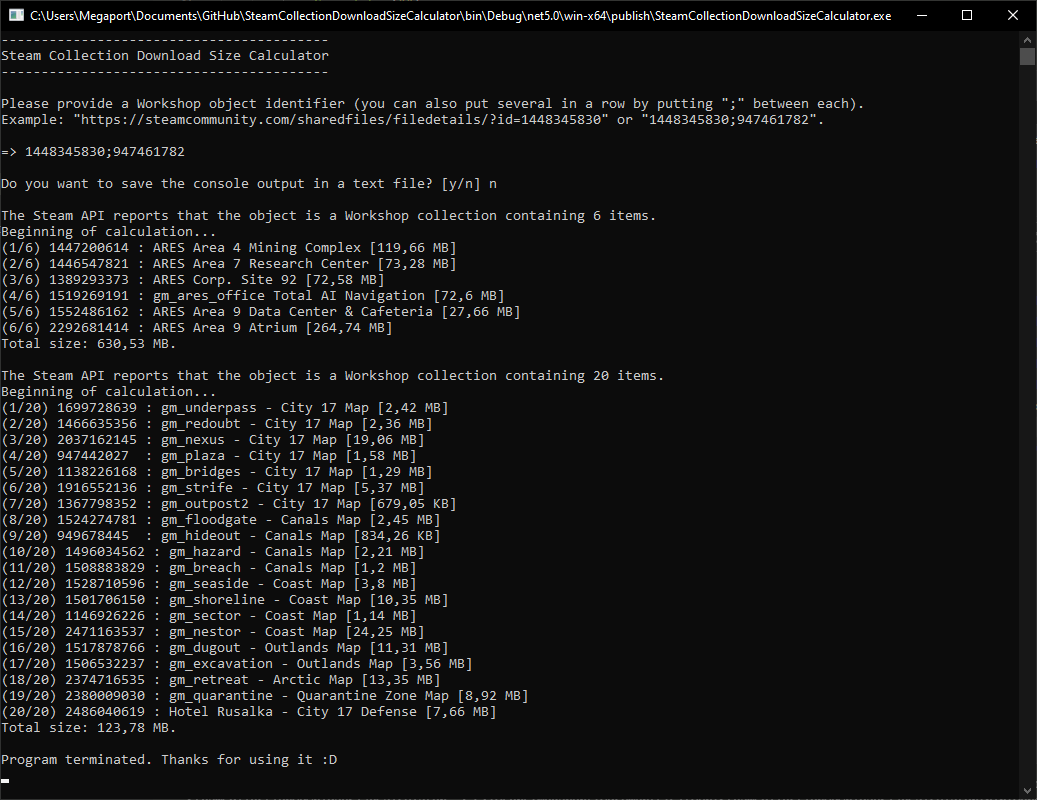 C:\Users\Megaport\Documents\GitHub\SteamCollectionDownloadSizeCalculator\bin\Debug\net5.0\win-x64\publish\SteamCollectionDownloadSizeCalculator.exe
-----------------------------------------
Steam Collection Download Size Calculator
-----------------------------------------
Please provide a Workshop object identifier (you can also put several in a row by putting ";" between each).
Example: "https://steamcommunity.com/sharedfiles/filedetails/?id=1448345830" or "1448345830;947461782".
=> 1448345830;947461782
Do you want to save the console output in a text file? [y/n] n
The Steam API reports that the object is a Workshop collection containing 6 items.
Beginning of calculation...
(1/6) 1447200614 : ARES Area 4 Mining Complex [119,66 MB]
(2/6) 1446547821 : ARES Area 7 Research Center [73,28 MB]
(3/6) 1389293373 : ARES Corp. Site 92 [72,58 MB]
(4/6) 1519269191 : gm_ares_office Total AI Navigation [72,6 MB]
(5/6) 1552486162 : ARES Area 9 Data Center & Cafeteria [27,66 MB]
(6/6) 2292681414 : ARES Area 9 Atrium [264,74 MB]
Total size: 630,53 MB.
The Steam API reports that the object is a Workshop collection containing 20 items.
Beginning of calculation...
(1/20) 1699728639 : gm_underpass - City 17 Map [2,42 MB]
(2/20) 1466635356 : gm_redoubt - City 17 Map [2,36 MB]
(3/20) 2037162145 : gm_nexus - City 17 Map [19,06 MB]
(4/20) 947442027  : gm_plaza - City 17 Map [1,58 MB]
(5/20) 1138226168 : gm_bridges - City 17 Map [1,29 MB]
(6/20) 1916552136 : gm_strife - City 17 Map [5,37 MB]
(7/20) 1367798352 : gm_outpost2 - City 17 Map [679,05 KB]
(8/20) 1524274781 : gm_floodgate - Canals Map [2,45 MB]
(9/20) 949678445  : gm_hideout - Canals Map [834,26 KB]
(10/20) 1496034562 : gm_hazard - Canals Map [2,21 MB]
(11/20) 1508883829 : gm_breach - Canals Map [1,2 MB]
(12/20) 1528710596 : gm_seaside - Coast Map [3,8 MB]
(13/20) 1501706150 : gm_shoreline - Coast Map [10,35 MB]
(14/20) 1146926226 : gm_sector - Coast Map [1,14 MB]
(15/20) 2471163537 : gm_nestor - Coast Map [24,25 MB]
(16/20) 1517878766 : gm_dugout - Outlands Map [11,31 MB]
(17/20) 1506532237 : gm_excavation - Outlands Map [3,56 MB]
(18/20) 2374716535 : gm_retreat - Arctic Map [13,35 MB]
(19/20) 2380009030 : gm_quarantine - Quarantine Zone Map [8,92 MB]
(20/20) 2486040619 : Hotel Rusalka - City 17 Defense [7,66 MB]
Total size: 123,78 MB.
Program terminated. Thanks for using it :D